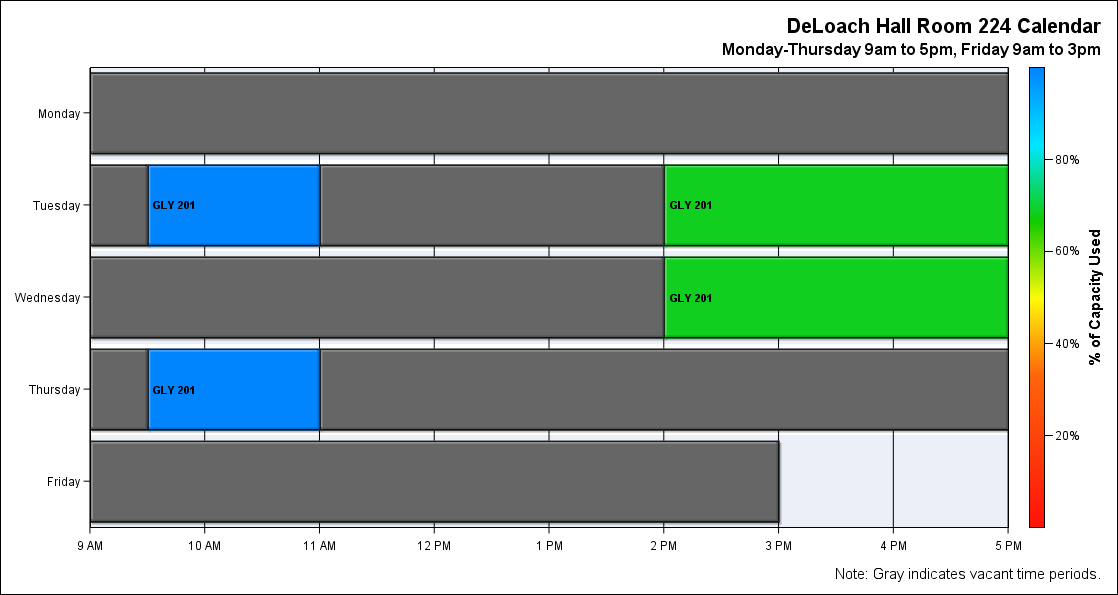 DeLoach Hall Room 224 Calendar
Monday-Thursday 9am to 5pm, Friday 9am to 3pm
Monday
Tuesday
GLY 201
GLY 201
Wednesday
GLY 201
Thursday
GLY 201
Friday
9 AM
10 AM
11 AM
12 PM
1 PM
2 PM
3 PM
4 PM
5 PM
80%
60%
40%
20%
% of Capacity Used
Note: Gray indicates vacant time periods.